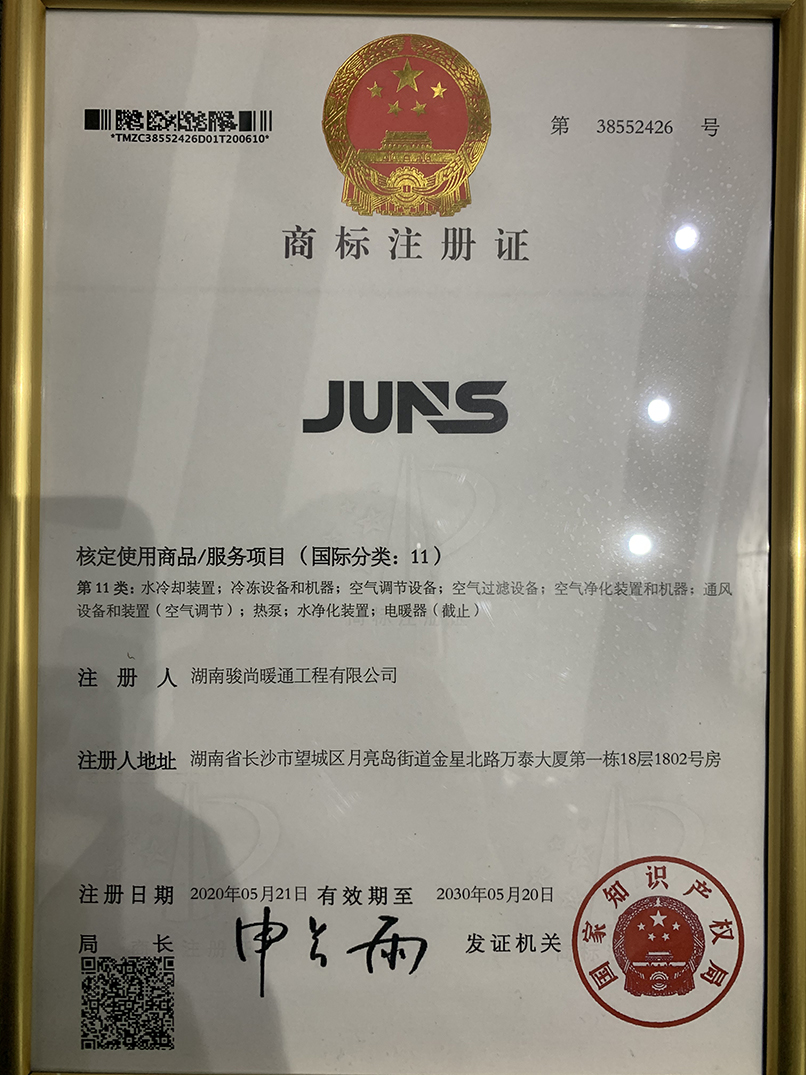 *TMZC38552426D01T200610*
第 38552426 号
商标注册证
JUNS
核定使用商品/服务项目（国际分类：11）
第11类：水冷却装置；冷冻设备和机器；空气调节设备；空气过滤设备；空气净化装置和机器；通风
设备和装置（空气调节）；热泵；水净化装置；电暖器（截止）
注册人 湖南骏尚暖通工程有限公司
注册人地址 湖南省长沙市望城区月亮岛街道金星北路万泰大厦第一栋18层1802号房
注册日期 2020年05月21日 有效期至 2030年05月20日
局长 申长雨 发证机关
国家知识产权局